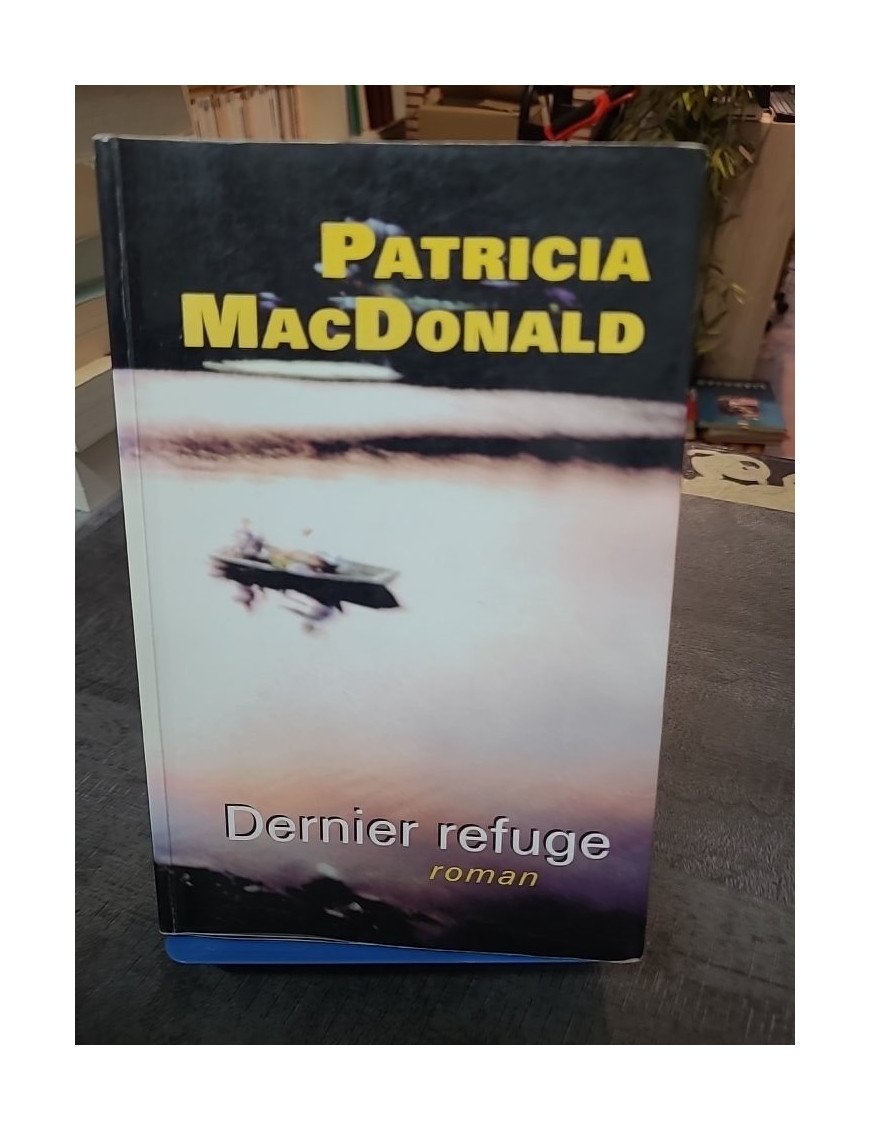 PATRICIA
MACDONALD
Dernier refuge
roman